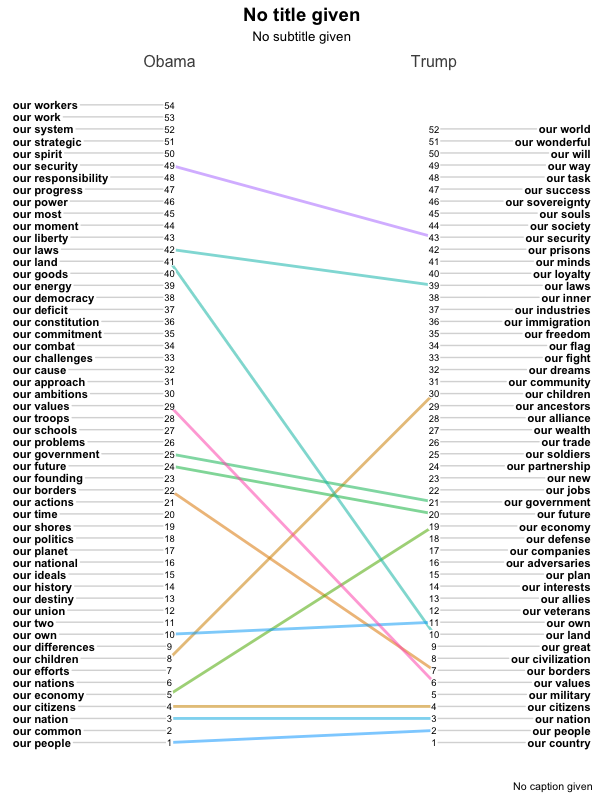 No title given
No subtitle given
Obama Trump
our workers 54
our work 53
our system 52 52 our world
our strategic 51 51 our wonderful
our spirit 50 50 our will
our security 49 49 our way
our responsibility 48 48 our task
our progress 47 47 our success
our power 46 46 our sovereignty
our most 45 45 our souls
our moment 44 44 our society
our liberty 43 43 our security
our laws 42 42 our prisons
our land 41 41 our minds
our goods 40 40 our loyalty
our energy 39 39 our laws
our democracy 38 38 our inner
our deficit 37 37 our industries
our constitution 36 36 our immigration
our commitment 35 35 our freedom
our combat 34 34 our flag
our challenges 33 33 our fight
our cause 32 32 our dreams
our approach 31 31 our community
our ambitions 30 30 our children
our values 29 29 our ancestors
our troops 28 28 our alliance
our schools 27 27 our wealth
our problems 26 26 our trade
our government 25 25 our soldiers
our future 24 24 our partnership
our founding 23 23 our new
our borders 22 22 our jobs
our actions 21 21 our government
our time 20 20 our future
our shores 19 19 our economy
our politics 18 18 our defense
our planet 17 17 our companies
our national 16 16 our adversaries
our ideals 15 15 our plan
our history 14 14 our interests
our destiny 13 13 our allies
our union 12 12 our veterans
our two 11 11 our own
our own 10 10 our land
our differences 9 9 our great
our children 8 8 our civilization
our efforts 7 7 our borders
our nations 6 6 our values
our economy 5 5 our military
our citizens 4 4 our citizens
our nation 3 3 our nation
our common 2 2 our people
our people 1 1 our country
No caption given